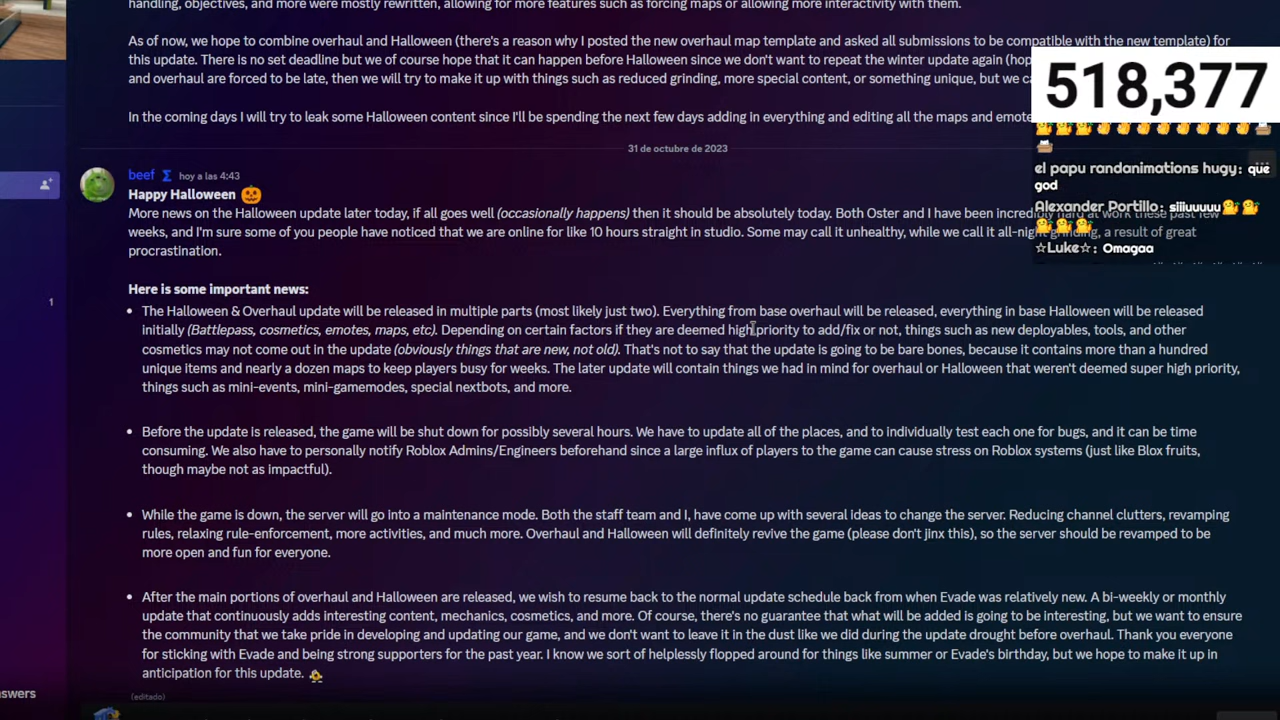 handling, objectives, and more were mostly rewritten, allowing for more features such as forcing maps or allowing more interactivity with them.
As of now, we hope to combine overhaul and Halloween (there's a reason why I posted the new overhaul map template and asked all submissions to be compatible with the new template) for
this update. There is no set deadline but we of course hope that it can happen before Halloween since we don't want to repeat the winter update again
and overhaul are forced to be late, then we will try to make it up with things such as reduced grinding, more special content, or something unique, but we
518,377
In the coming days I will try to leak some Halloween content since I'll be spending the next few days adding in everything and editing all the maps and
31 de octubre de 2023
el papu randanimations hugy: que
god
Alexander Portillo: siiiuuuu
☆Luke☆: Omagaa
beef Σ hoy a las 4:43
Happy Halloween 🎃
More news on the Halloween update later today, if all goes well (occasionally happens) then it should be absolutely today. Both Oster and I have been incredibly hard at work these past few
weeks, and I'm sure some of you people have noticed that we are online for like 10 hours straight in studio. Some may call it unhealthy, while we call it all-night grinding, a result of great
procrastination.
Here is some important news:
• The Halloween & Overhaul update will be released in multiple parts (most likely just two). Everything from base overhaul will be released, everything in base Halloween will be released
initially (Battlepass, cosmetics, emotes, maps, etc). Depending on certain factors if they are deemed high priority to add/fix or not, things such as new deployables, tools, and other
cosmetics may not come out in the update (obviously things that are new, not old). That's not to say that the update is going to be bare bones, because it contains more than a hundred
unique items and nearly a dozen maps to keep players busy for weeks. The later update will contain things we had in mind for overhaul or Halloween that weren't deemed super high priority,
things such as mini-events, mini-gamemodes, special nextbots, and more.
1
• Before the update is released, the game will be shut down for possibly several hours. We have to update all of the places, and to individually test each one for bugs, and it can be time
consuming. We also have to personally notify Roblox Admins/Engineers beforehand since a large influx of players to the game can cause stress on Roblox systems (just like Blox fruits,
though maybe not as impactful).
• While the game is down, the server will go into a maintenance mode. Both the staff team and I, have come up with several ideas to change the server. Reducing channel clutters, revamping
rules, relaxing rule-enforcement, more activities, and much more. Overhaul and Halloween will definitely revive the game (please don't jinx this), so the server should be revamped to be
more open and fun for everyone.
• After the main portions of overhaul and Halloween are released, we wish to resume back to the normal update schedule back from when Evade was relatively new. A bi-weekly or monthly
update that continuously adds interesting content, mechanics, cosmetics, and more. Of course, there's no guarantee that what will be added is going to be interesting, but we want to ensure
the community that we take pride in developing and updating our game, and we don't want to leave it in the dust like we did during the update drought before overhaul. Thank you everyone
for sticking with Evade and being strong supporters for the past year. I know we sort of helplessly flopped around for things like summer or Evade's birthday, but we hope to make it up in
anticipation for this update.
(editado)
nswers